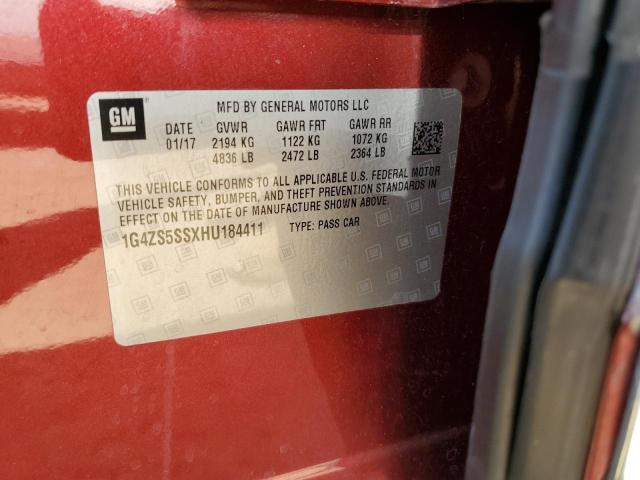 GM
MFD BY GENERAL MOTORS LLC
DATE GVWR GAWR FRT GAWR RR
01/17 2194 KG 1122 KG 1072 KG
4836 LB 2472 LB 2364 LB
THIS VEHICLE CONFORMS TO ALL APPLICABLE U.S. FEDERAL MOTOR
VEHICLE SAFETY, BUMPER, AND THEFT PREVENTION STANDARDS IN
EFFECT ON THE DATE OF MANUFACTURE SHOWN ABOVE.
1G4ZS5SSXHU184411 TYPE: PASS CAR